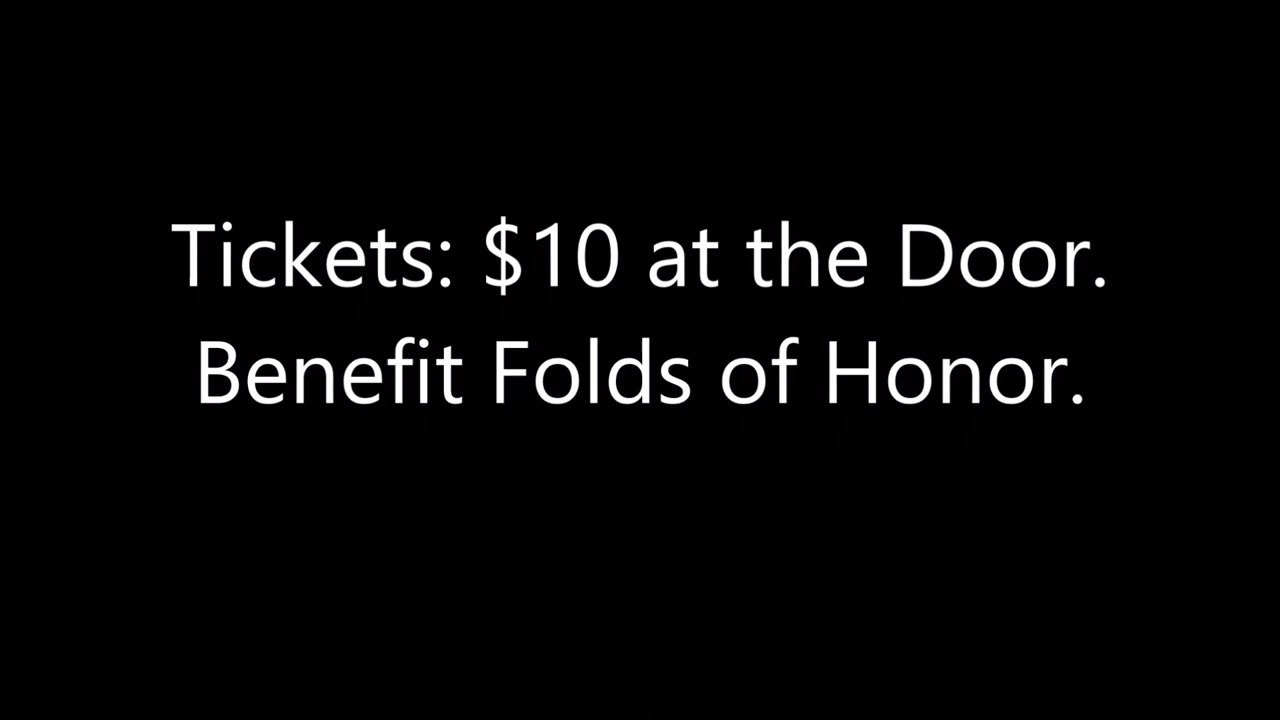 Tickets: $10 at the Door.
Benefit Folds of Honor.